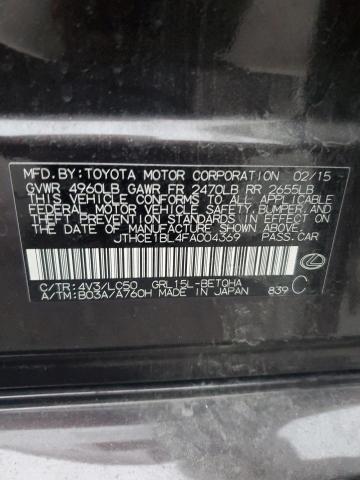 MFD.BY:TOYOTA MOTOR CORPORATION 02/15
GVWR 4960LB GAWR FR 2470LB RR 2655LB
THIS VEHICLE CONFORMS TO ALL APPLICABLE
FEDERAL MOTOR VEHICLE SAFETY, BUMPER, AND
THEFT PREVENTION STANDARDS IN EFFECT ON
THE DATE OF MANUFACTURE SHOWN ABOVE.
JTHCE1BL4FA004369 PASS.CAR
C/TR:4V3/LC50 GRL15L-BETQHA
A/TM:B03A/A760H MADE IN JAPAN 839 C